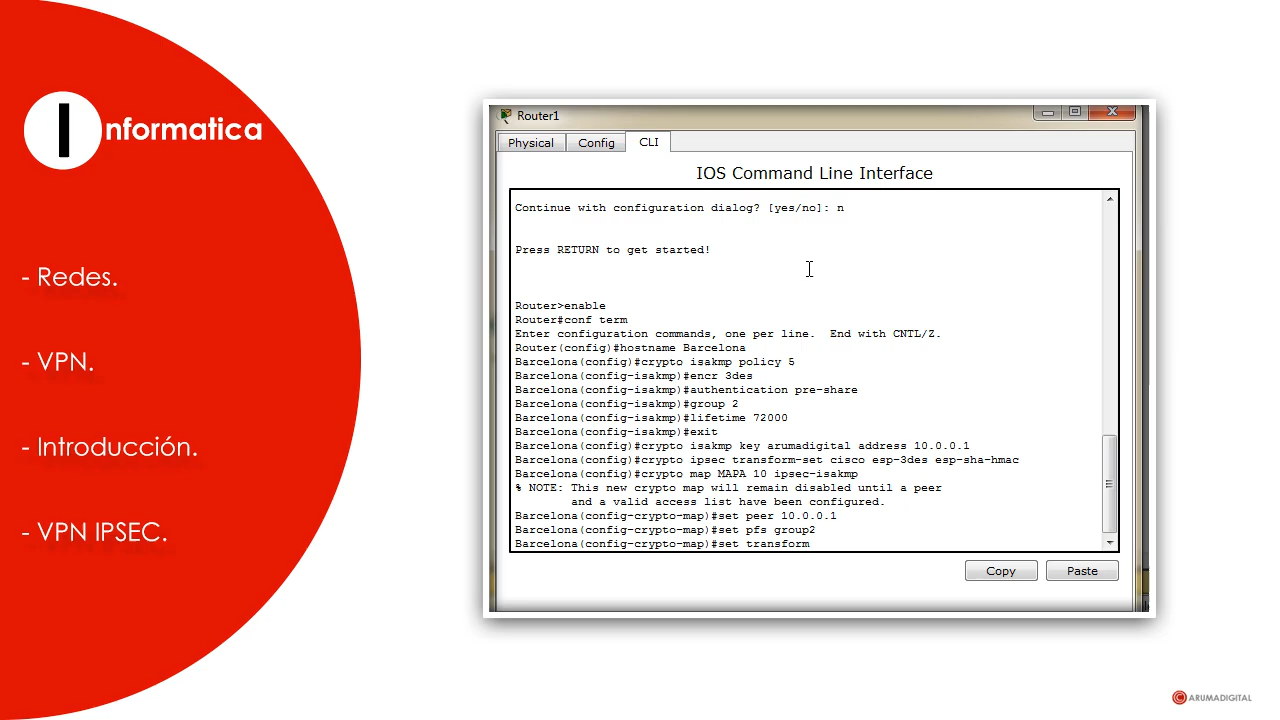 Informatica
- Redes.
- VPN.
- Introducción.
- VPN IPSEC.
Router1
Physical Config CLI
IOS Command Line Interface
Continue with configuration dialog? [yes/no]: n
Press RETURN to get started!
Router>enable
Router#conf term
Enter configuration commands, one per line.  End with CNTL/Z.
Router(config)#hostname Barcelona
Barcelona(config)#crypto isakmp policy 5
Barcelona(config-isakmp)#encr 3des
Barcelona(config-isakmp)#authentication pre-share
Barcelona(config-isakmp)#group 2
Barcelona(config-isakmp)#lifetime 72000
Barcelona(config-isakmp)#exit
Barcelona(config)#crypto isakmp key arumadigital address 10.0.0.1
Barcelona(config)#crypto ipsec transform-set cisco esp-3des esp-sha-hmac
Barcelona(config)#crypto map MAPA 10 ipsec-isakmp
% NOTE: This new crypto map will remain disabled until a peer
and a valid access list have been configured.
Barcelona(config-crypto-map)#set peer 10.0.0.1
Barcelona(config-crypto-map)#set pfs group2
Barcelona(config-crypto-map)#set transform
Copy Paste
© ARUMADIGITAL